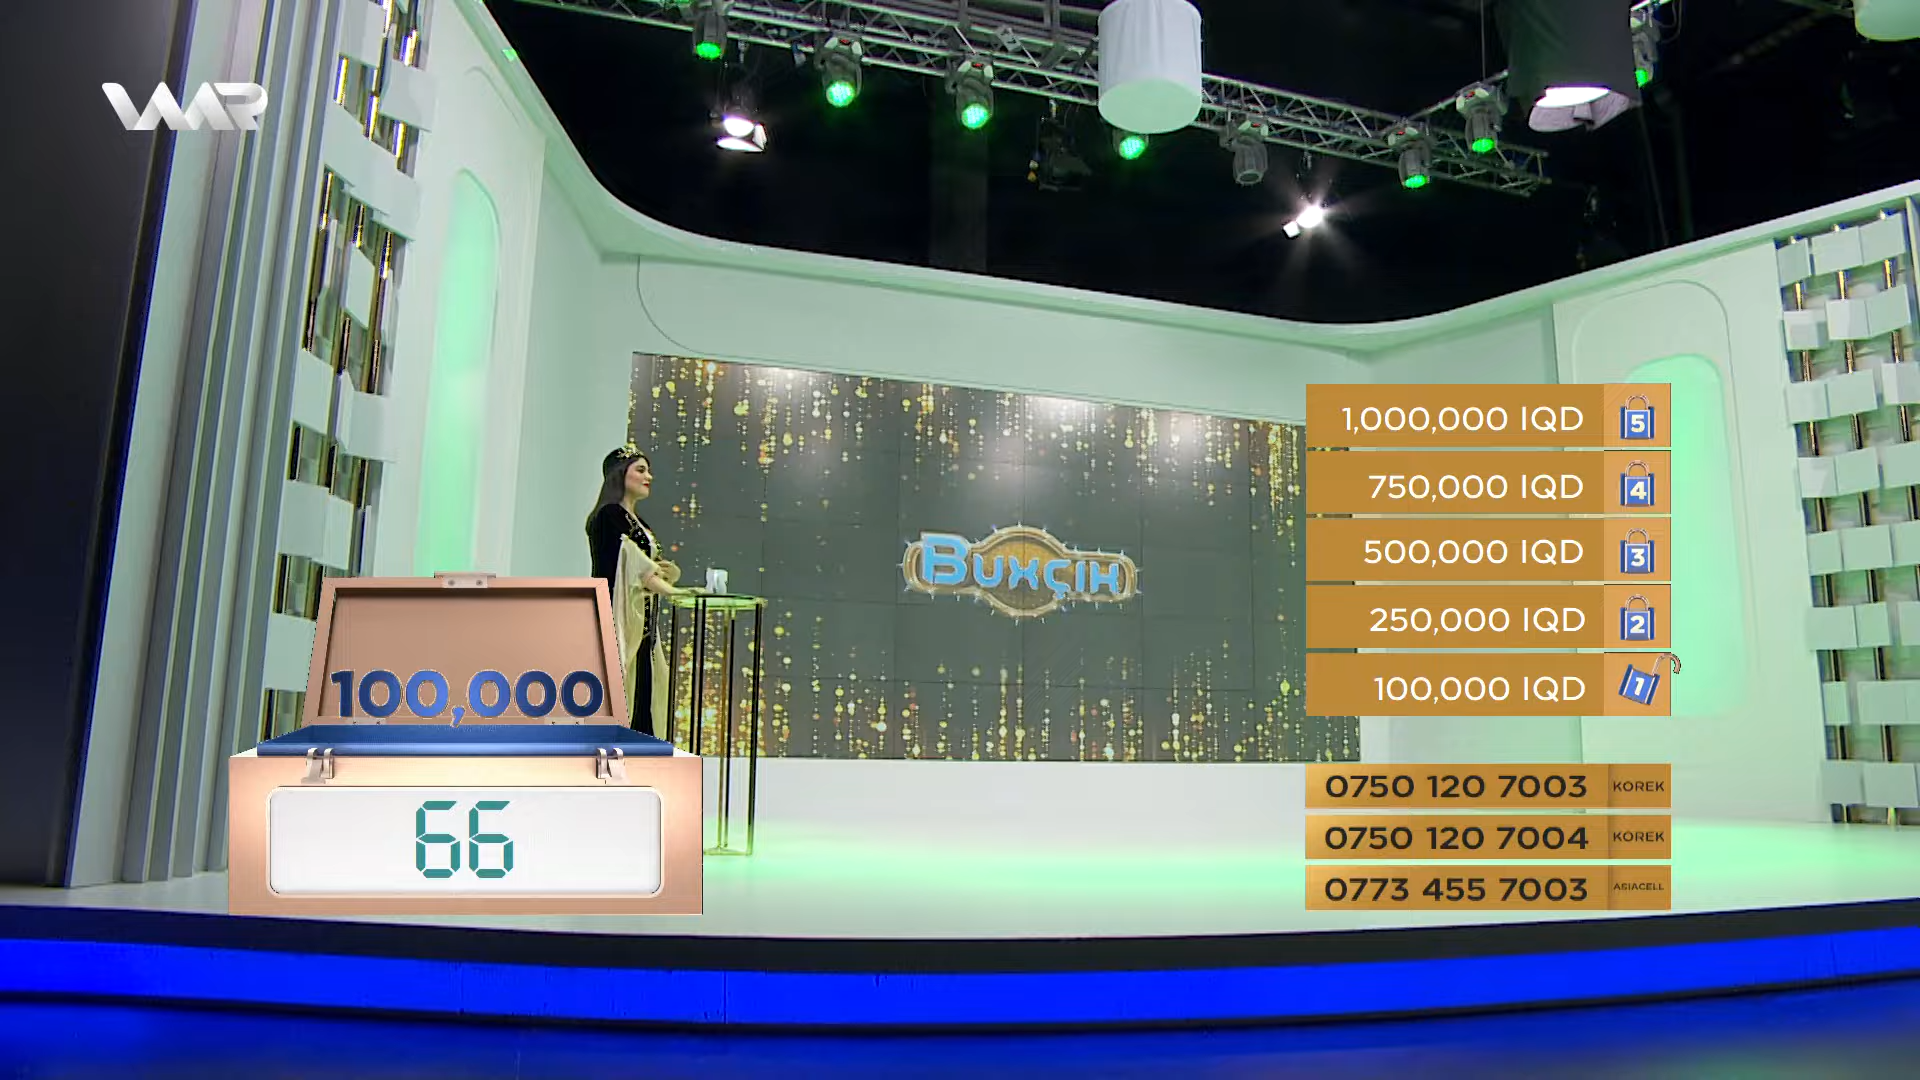 WAAR
BUXÇIK
1,000,000 IQD 5
750,000 IQD 4
500,000 IQD 3
250,000 IQD 2
100,000 IQD 1
100,000
66
0750 120 7003 KOREK
0750 120 7004 KOREK
0773 455 7003 ASIACELL